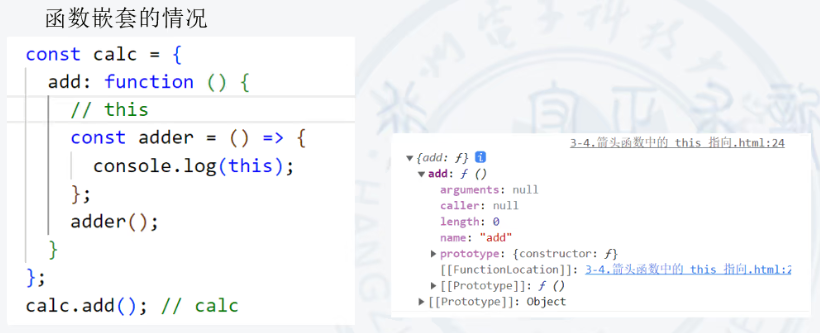 函数嵌套的情况
const calc = {
add: function () {
// this
const adder = () => {
console.log(this);
};
adder();
}
};
calc.add(); // calc
3-4.箭头函数中的 this 指向.html:24
▼{add: ƒ} i
▼add: ƒ ()
arguments: null
caller: null
length: 0
name: "add"
▶prototype: {constructor: ƒ}
[[FunctionLocation]]: 3-4.箭头函数中的 this 指向.html:2
▶[[Prototype]]: ƒ ()
▶[[Prototype]]: Object